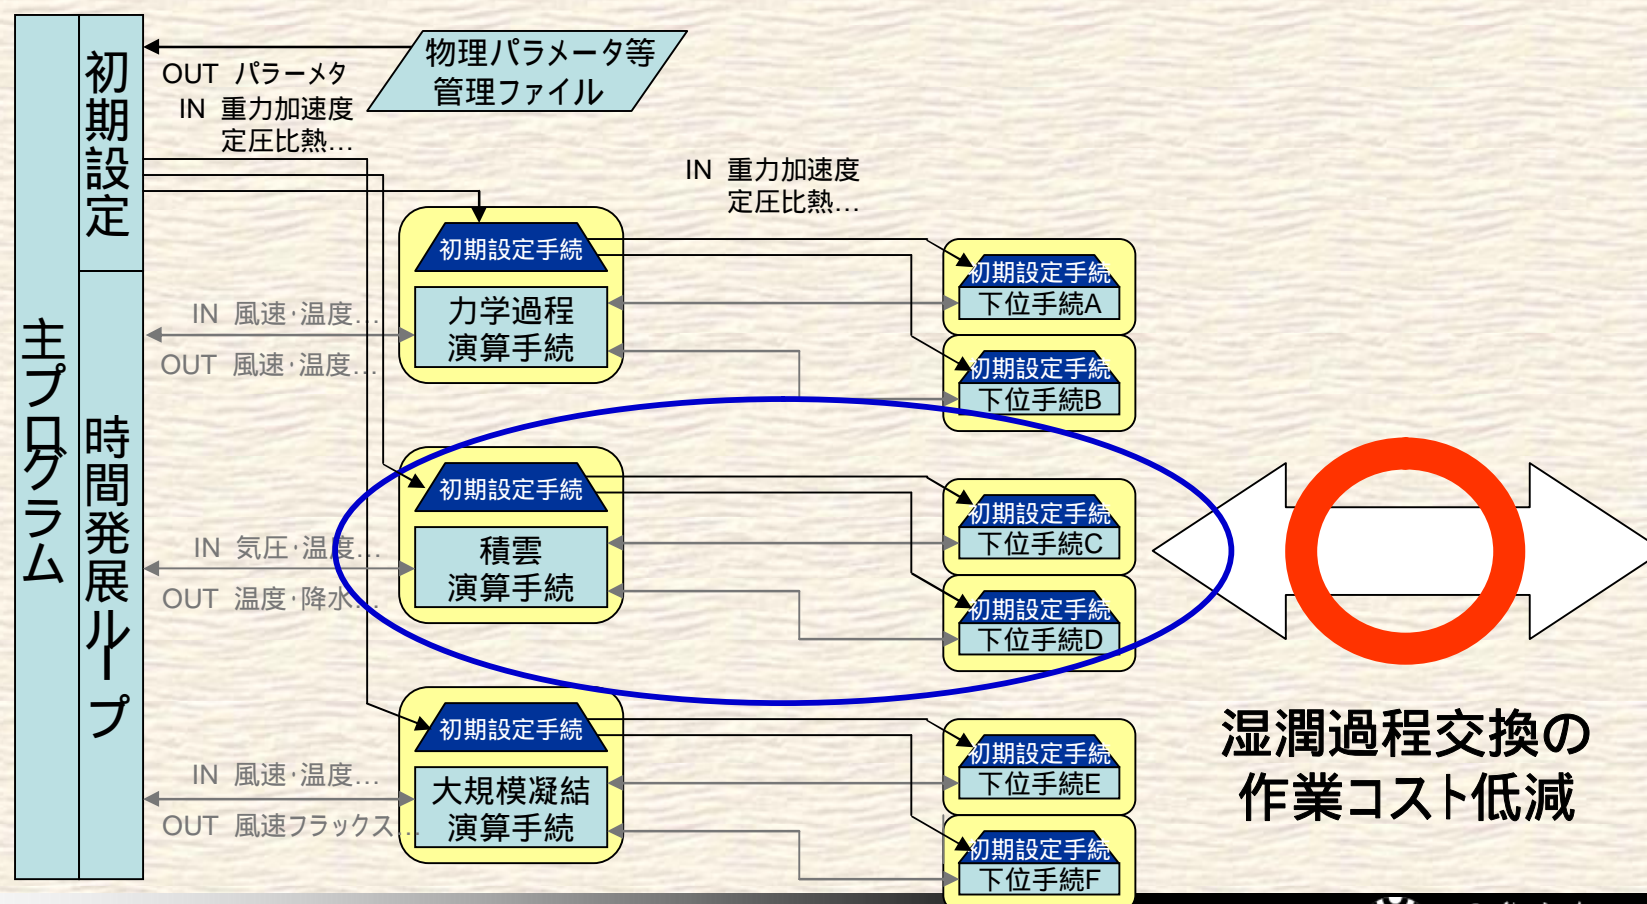 主プログラム
初期設定
時間発展ループ
物理パラメータ等
管理ファイル
OUT パラーメタ
IN 重力加速度
定圧比熱…
IN 重力加速度
定圧比熱…
初期設定手続
力学過程
演算手続
IN 風速･温度…
OUT 風速･温度…
初期設定手続
下位手続A
初期設定手続
下位手続B
初期設定手続
積雲
演算手続
IN 気圧･温度…
OUT 温度･降水…
初期設定手続
下位手続C
初期設定手続
下位手続D
初期設定手続
大規模凝結
演算手続
IN 風速･温度…
OUT 風速フラックス…
初期設定手続
下位手続E
初期設定手続
下位手続F
湿潤過程交換の
作業コスト低減